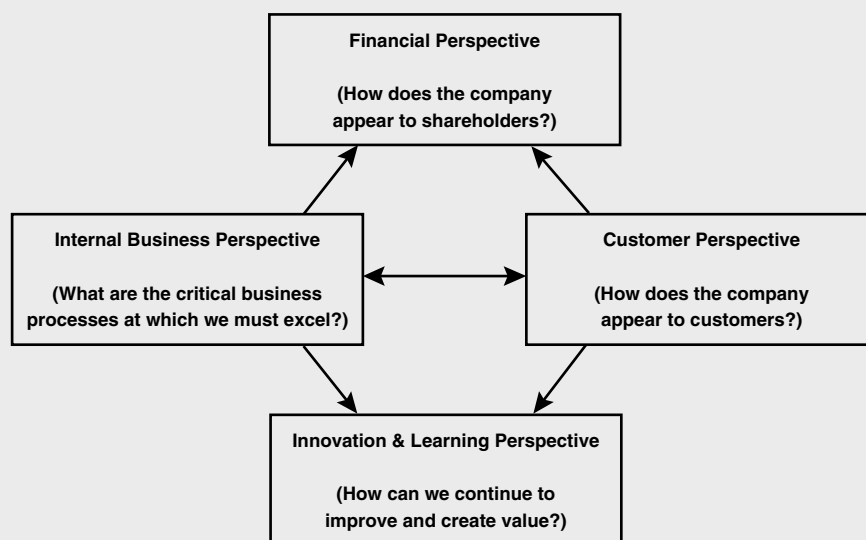 Financial Perspective
(How does the company
appear to shareholders?)
Internal Business Perspective
(What are the critical business
processes at which we must excel?)
Customer Perspective
(How does the company
appear to customers?)
Innovation & Learning Perspective
(How can we continue to
improve and create value?)